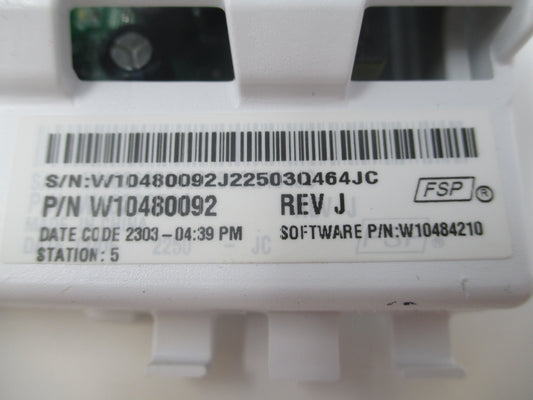 S/N:W10480092J22503Q464JC
P/N W10480092 REV J
FSP ®
DATE CODE 2303-04:39 PM SOFTWARE P/N:W10484210
STATION: 5